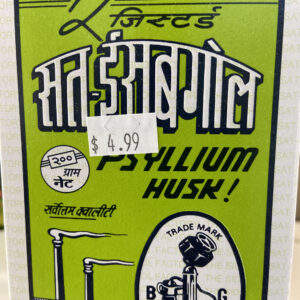 रजिस्टर्ड
सत-ईसबगोल
$ 4.99
PSYLLIUM
HUSK!
२००
ग्राम
नेट
सर्वोत्तम क्वालीटी
TRADE MARK
B G